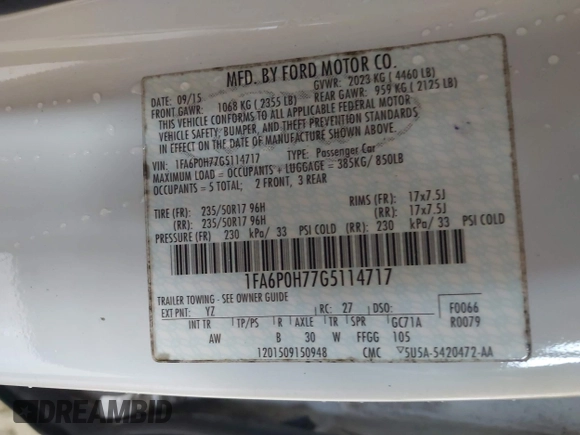 MFD. BY FORD MOTOR CO.
DATE: 09/15 GVWR: 2023 KG ( 4460 LB)
FRONT GAWR: 1068 KG ( 2355 LB) REAR GAWR: 959 KG ( 2125 LB)
THIS VEHICLE CONFORMS TO ALL APPLICABLE FEDERAL MOTOR
VEHICLE SAFETY, BUMPER, AND THEFT PREVENTION STANDARDS
IN EFFECT ON THE DATE OF MANUFACTURE SHOWN ABOVE.
VIN: 1FA6P0H77G5114717 TYPE: Passenger Car
MAXIMUM LOAD = OCCUPANTS + LUGGAGE = 385KG/ 850LB
OCCUPANTS = 5 TOTAL; 2 FRONT, 3 REAR
TIRE (FR): 235/50R17 96H RIMS (FR): 17x7.5J
(RR): 235/50R17 96H (RR): 17x7.5J
PRESSURE (FR): 230 kPa/ 33 PSI COLD (RR): 230 kPa/ 33 PSI COLD
1FA6P0H77G5114717
TRAILER TOWING - SEE OWNER GUIDE
EXT PNT: YZ RC: 27 DSO: F0066
INT TR TP/PS R AXLE TR SPR GC71A R0079
AW B 30 W FFGG 105
1201509150948 CMC 5U5A-5420472-AA
DREAMBID